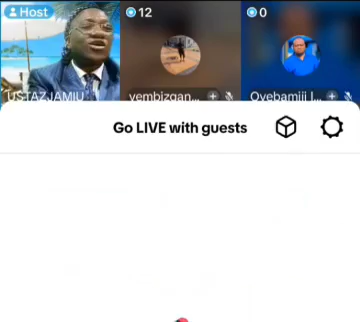 Host
12
0
USTAZJAMIU
yembizgan...
Oyebamiji I...
Go LIVE with guests